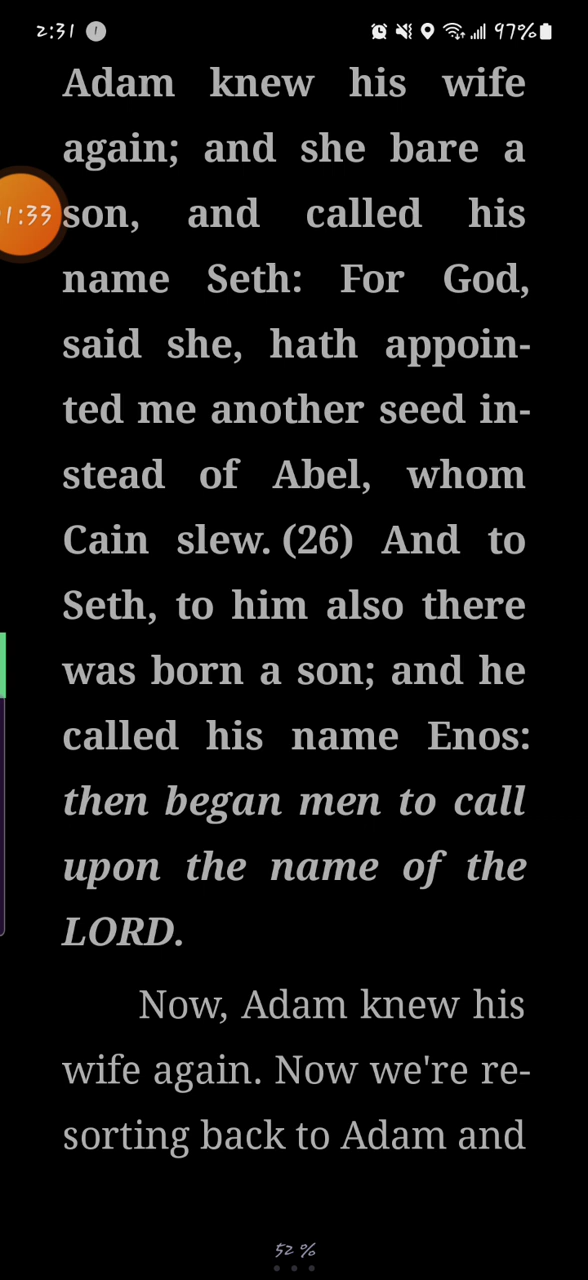 2:31
97%
Adam knew his wife
again; and she bare a
1:33
son, and called his
name Seth: For God,
said she, hath appoin-
ted me another seed in-
stead of Abel, whom
Cain slew. (26) And to
Seth, to him also there
was born a son; and he
called his name Enos:
then began men to call
upon the name of the
LORD.
Now, Adam knew his
wife again. Now we're re-
sorting back to Adam and
52%